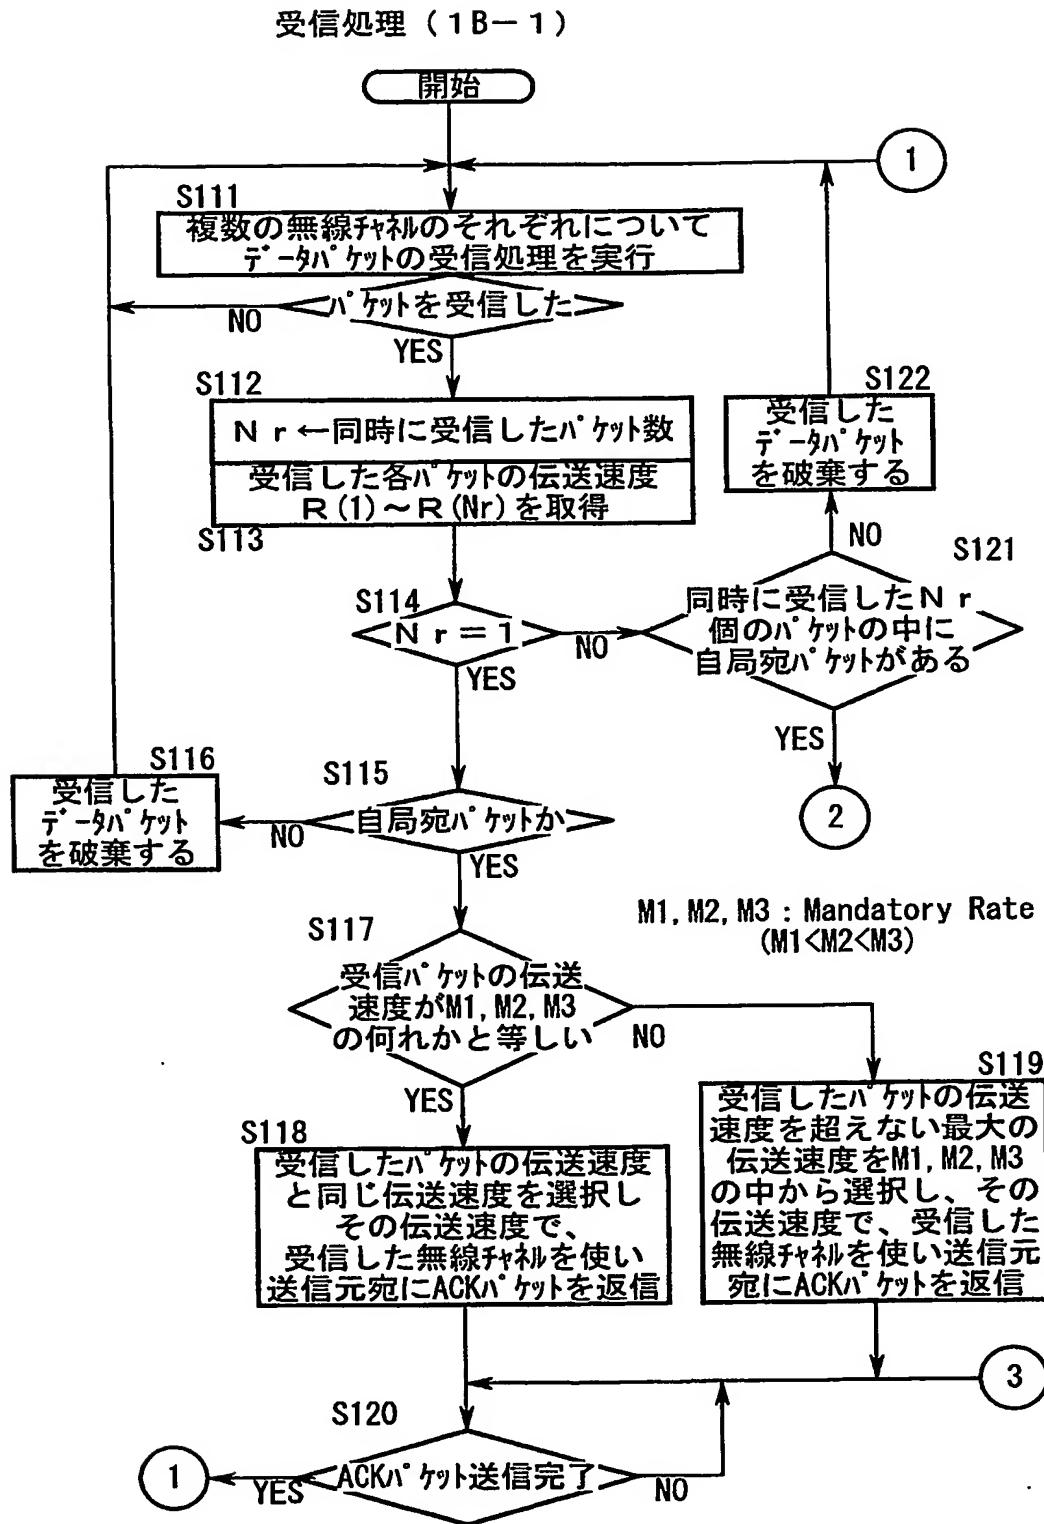 受信処理（１B－１）
開始
1
S111
複数の無線ﾁｬﾈﾙのそれぞれについて
ﾃﾞｰﾀﾊﾟｹｯﾄの受信処理を実行
ﾊﾟｹｯﾄを受信した
NO
YES
S112
Ｎｒ←同時に受信したﾊﾟｹｯﾄ数
受信した各ﾊﾟｹｯﾄの伝送速度
R(1)～R(Nr)を取得
S113
S122
受信した
ﾃﾞｰﾀﾊﾟｹｯﾄ
を破棄する
NO
S121
同時に受信したＮｒ
個のﾊﾟｹｯﾄの中に
自局宛ﾊﾟｹｯﾄがある
YES
2
S114
Ｎｒ＝１
NO
YES
S115
自局宛ﾊﾟｹｯﾄか
NO
YES
S116
受信した
ﾃﾞｰﾀﾊﾟｹｯﾄ
を破棄する
M1,M2,M3：Mandatory Rate
(M1<M2<M3)
S117
受信ﾊﾟｹｯﾄの伝送
速度がM1,M2,M3
の何れかと等しい
NO
YES
S118
受信したﾊﾟｹｯﾄの伝送速度
と同じ伝送速度を選択し
その伝送速度で、
受信した無線ﾁｬﾈﾙを使い
送信元宛にACKﾊﾟｹｯﾄを返信
S119
受信したﾊﾟｹｯﾄの伝送
速度を超えない最大の
伝送速度をM1,M2,M3
の中から選択し、その
伝送速度で、受信した
無線ﾁｬﾈﾙを使い送信元
宛にACKﾊﾟｹｯﾄを返信
3
S120
ACKﾊﾟｹｯﾄ送信完了
NO
YES
1